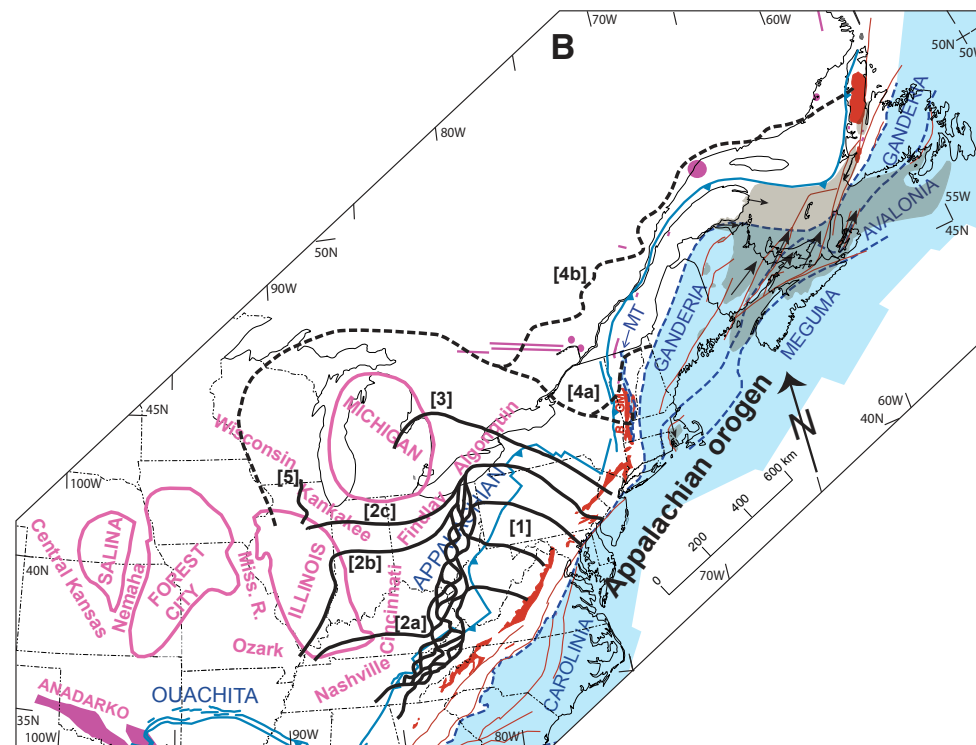 B
70W
60W
50N
50W
80W
GANDERIA
AVALONIA
55W
45N
50N
[4b]
90W
MT
GANDERIA
MEGUMA
[4a]
45N
[3]
MICHIGAN
Wisconsin
Algonquin
Appalachian orogen
N
60W
40N
100W
[5]
Kankakee
[2c]
Findlay
APPALACHIAN
[1]
600 km
400
200
0
70W
SALINA
Central Kansas
Nemaha
FOREST
CITY
Miss. R.
ILLINOIS
[2b]
40N
Cincinnati
[2a]
Ozark
Nashville
CAROLINIA
ANADARKO
OUACHITA
35N
100W
90W
80W